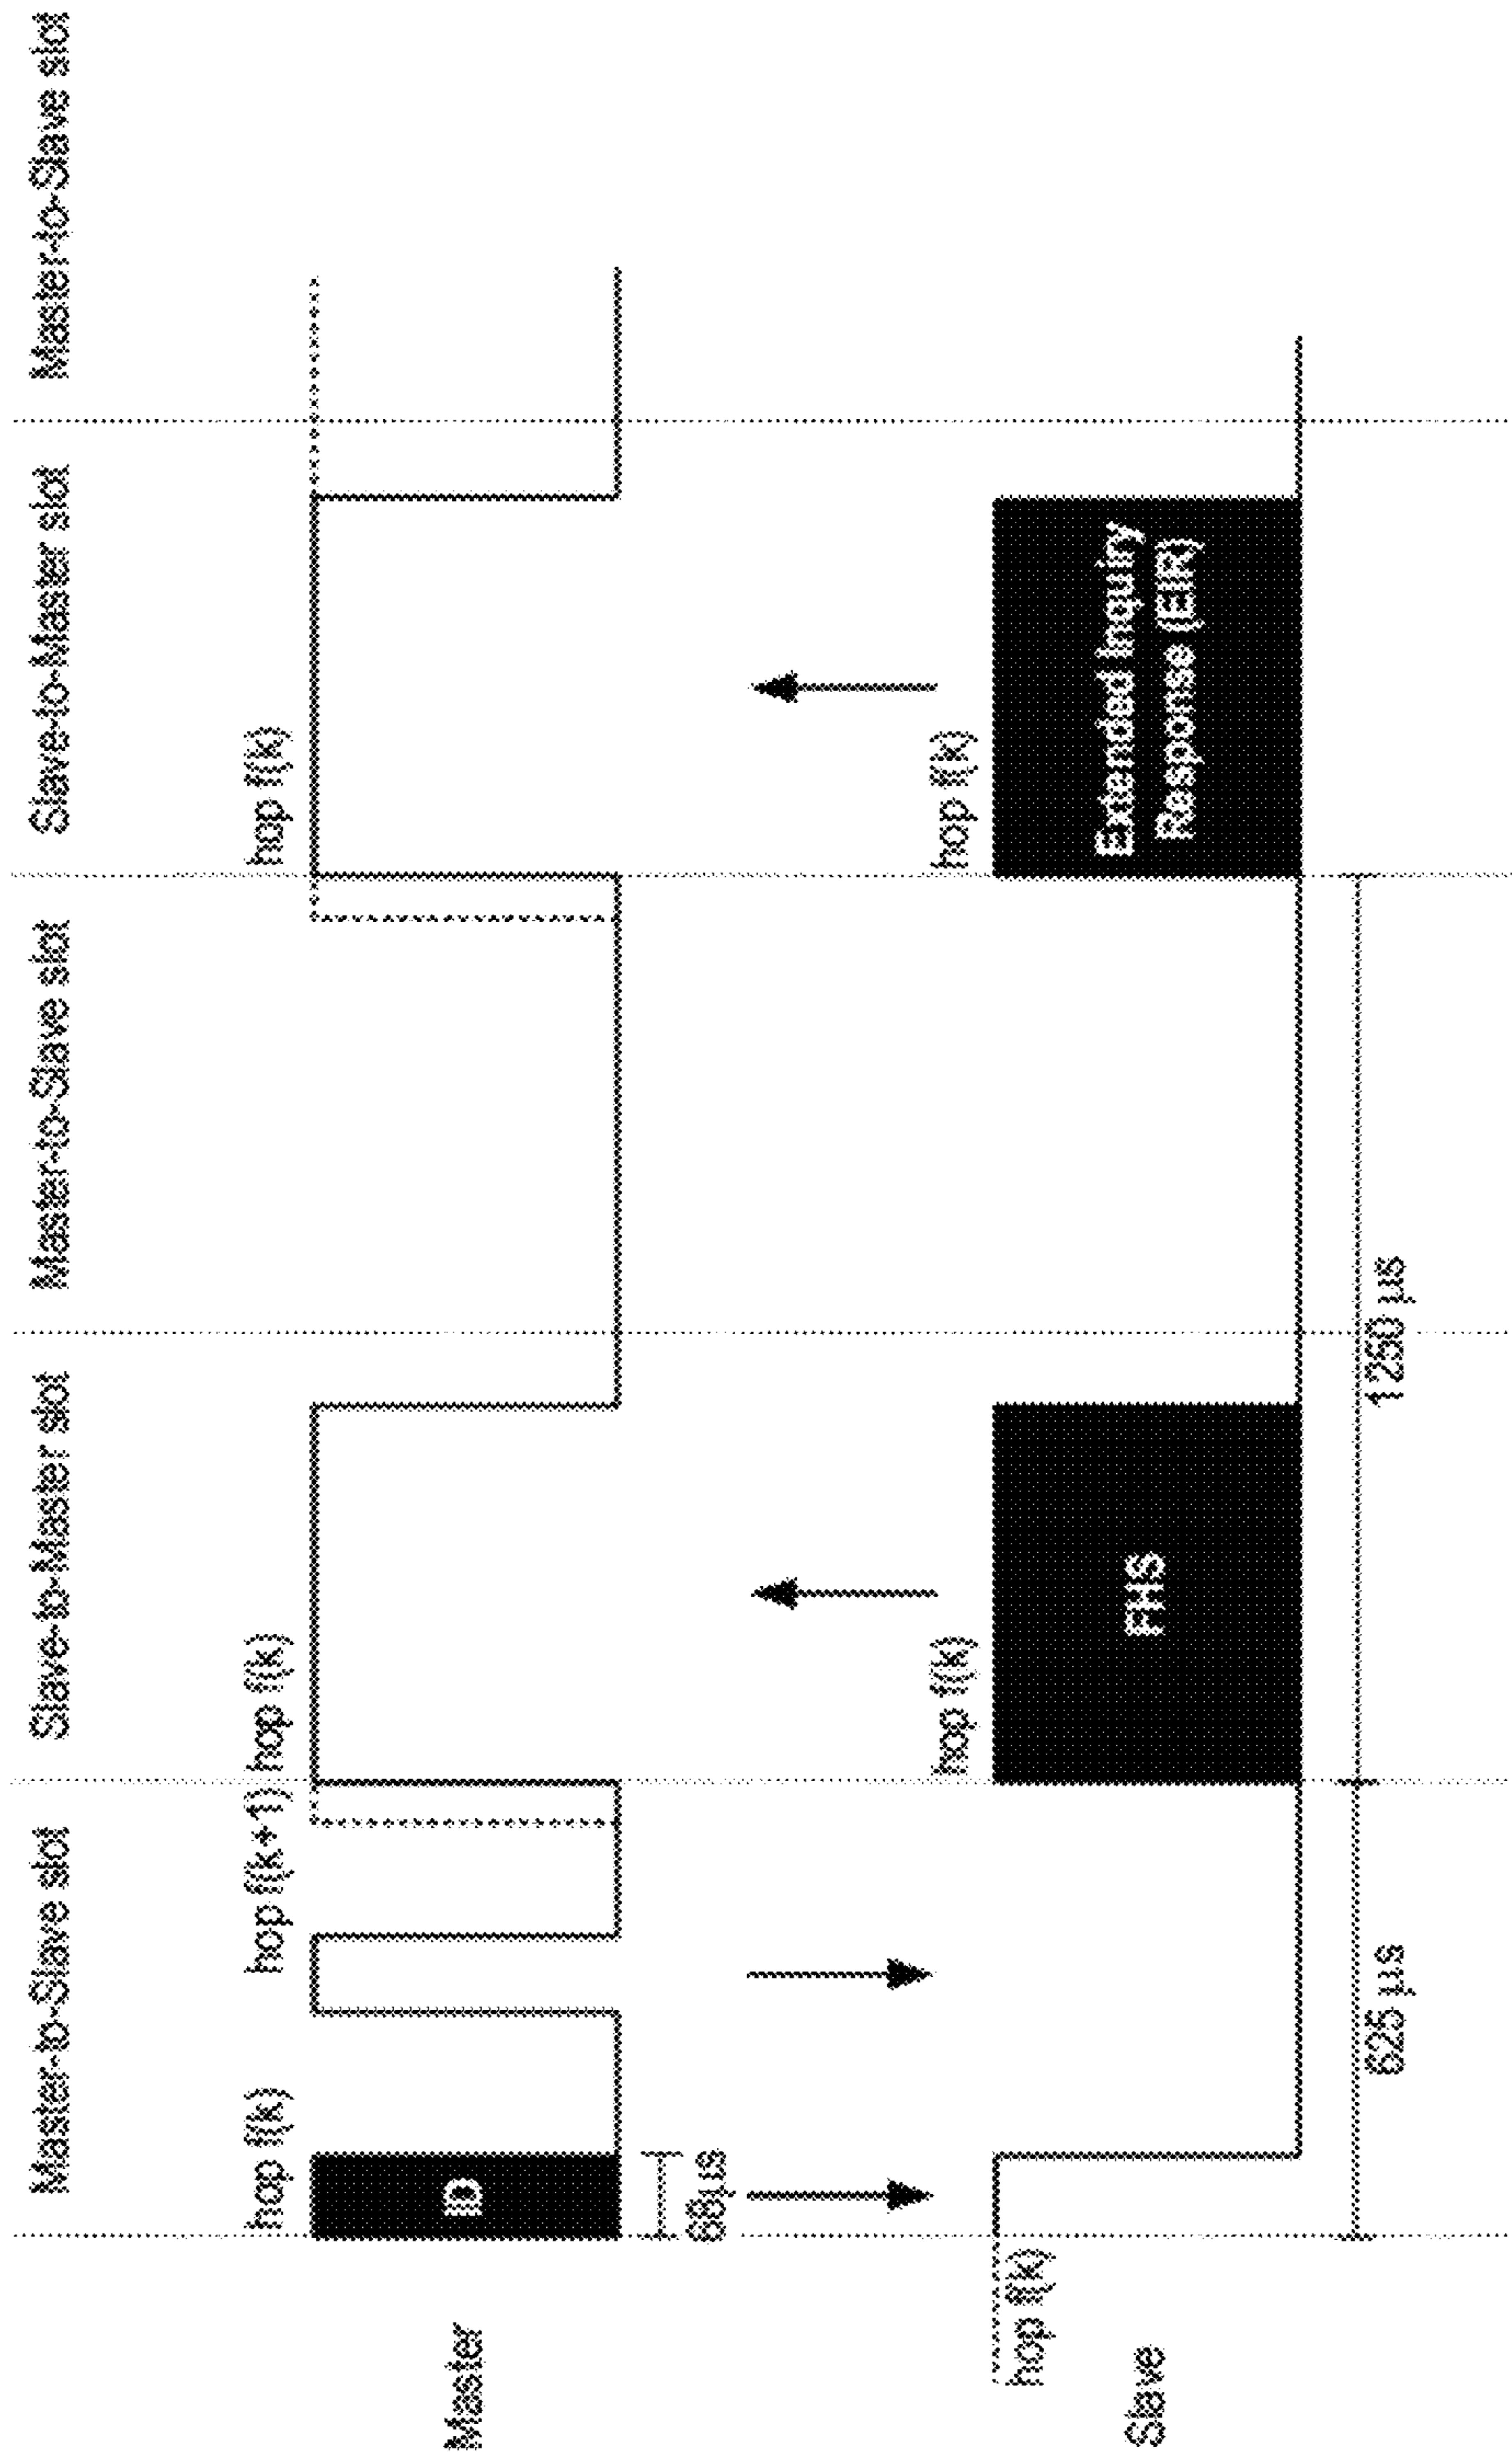 Master-to-Slave slot
Slave-to-Master slot
Master-to-Slave slot
Slave-to-Master slot
Master-to-Slave slot
hop f(k)
hop f(k+1)
hop f(k)
hop f(k)
Master
ID
68µs
hop f(k)
hop f(k)
hop f(k)
Slave
FHS
Extended Inquiry
Response (EIR)
625 µs
1250 µs